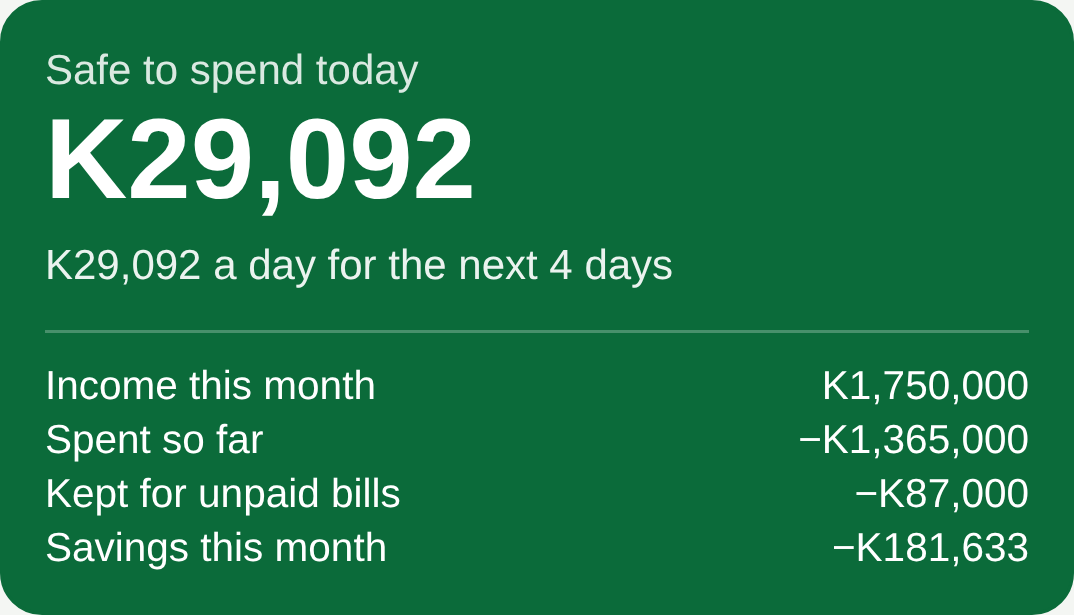 Safe to spend today
K29,092
K29,092 a day for the next 4 days
Income this month K1,750,000
Spent so far −K1,365,000
Kept for unpaid bills −K87,000
Savings this month −K181,633